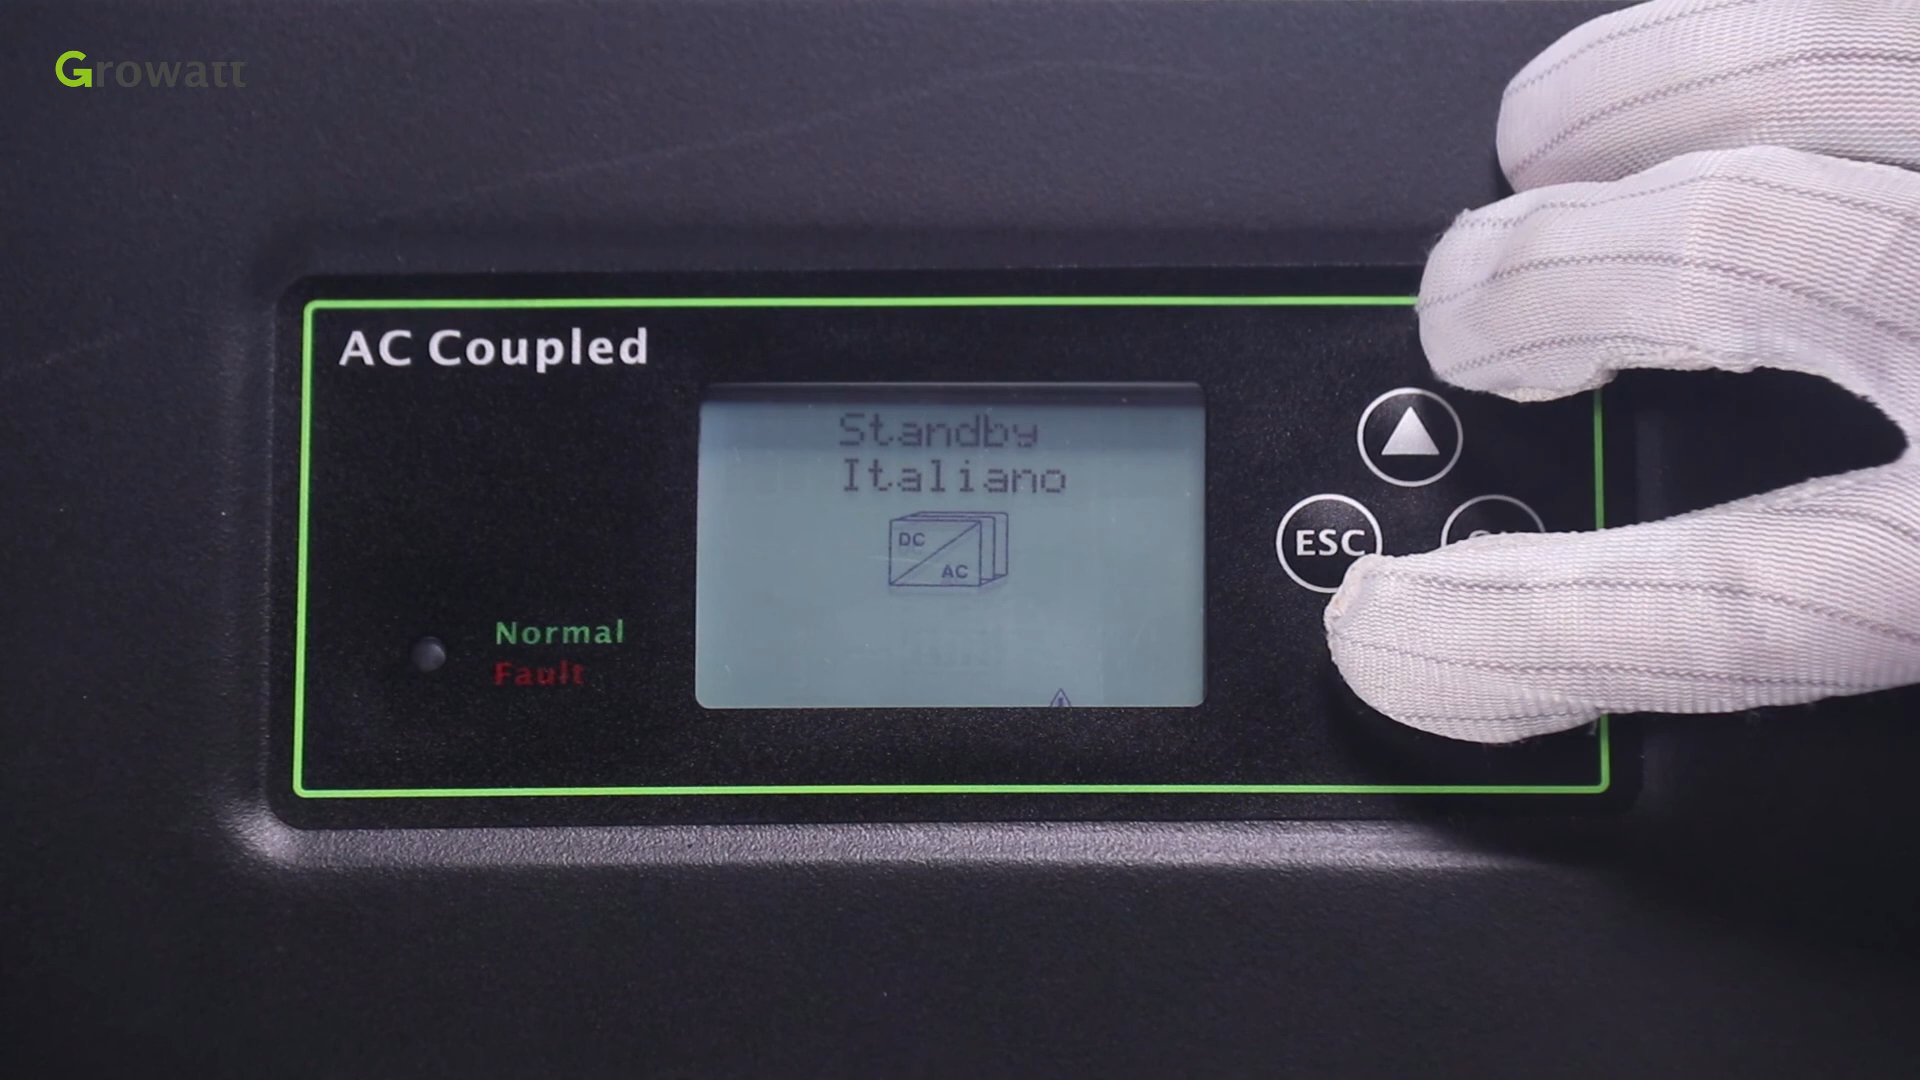 Growatt
AC Coupled
Standby
Italiano
DC
AC
ESC
Normal
Fault